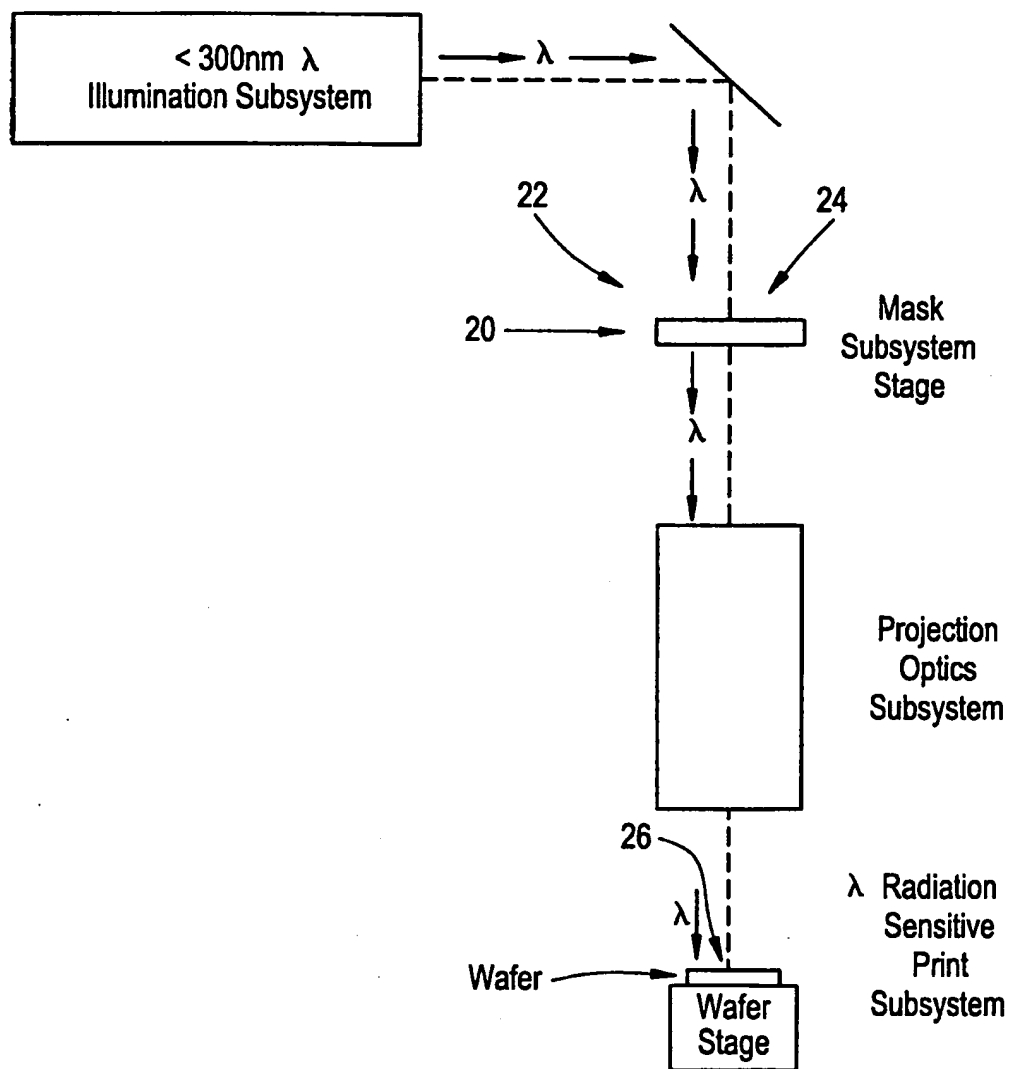 < 300nm λ
Illumination Subsystem
λ
λ
22
24
20
Mask
Subsystem
Stage
λ
Projection
Optics
Subsystem
26
λ
λ Radiation
Sensitive
Print
Subsystem
Wafer
Wafer
Stage